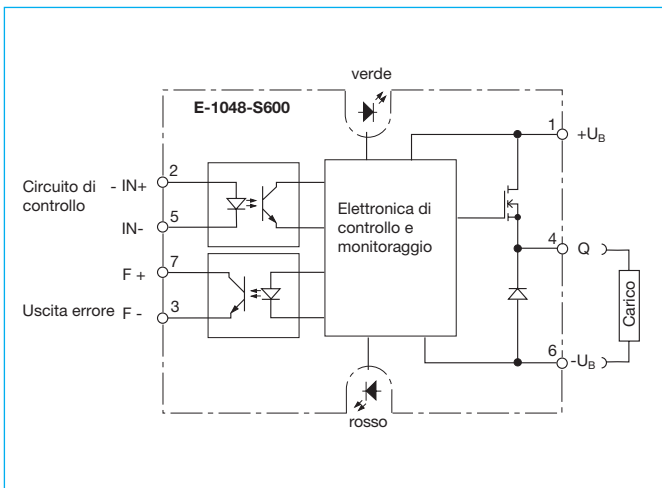 verde
E-1048-S600
1
+UB
2
- IN+
Circuito di
controllo
5
IN-
Elettronica di
controllo e
monitoraggio
4
Q
7
F +
Carico
Uscita errore
3
F -
6
-UB
rosso